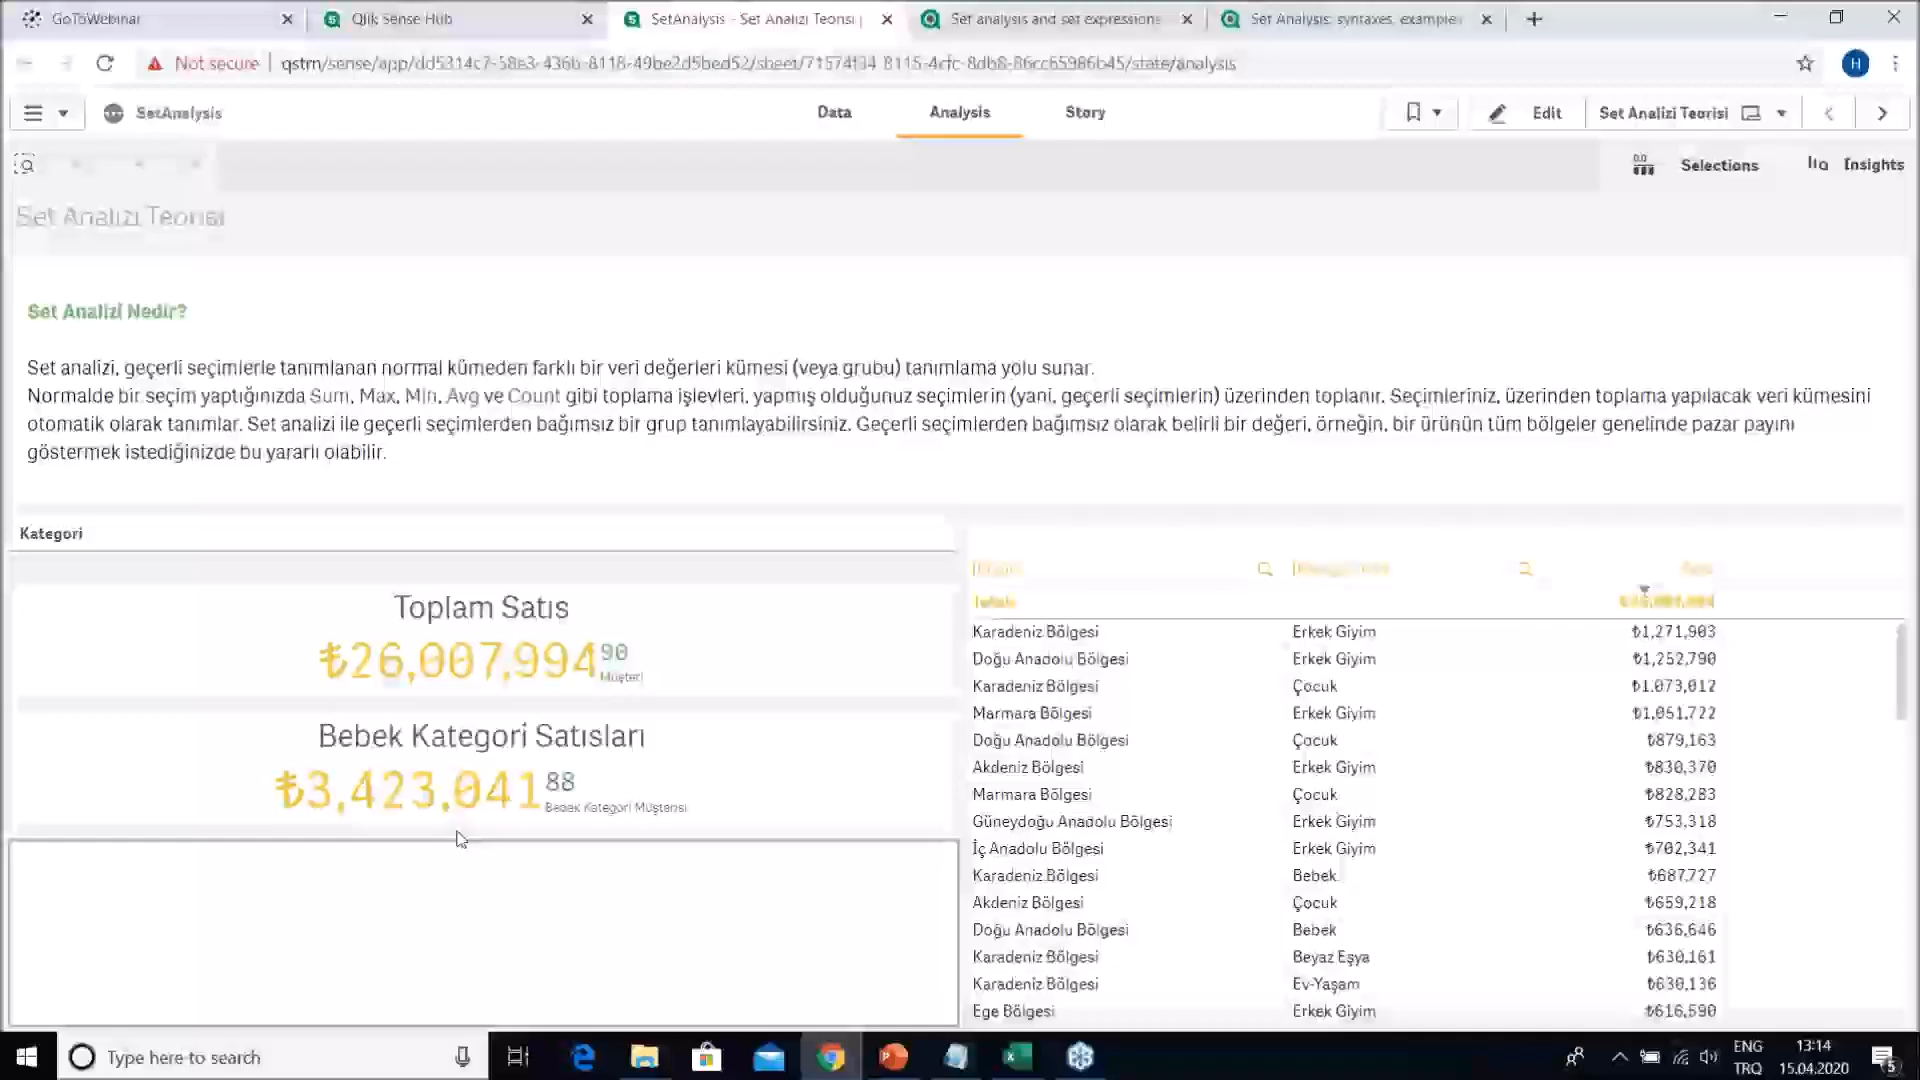 GoToWebinar
Qlik Sense Hub
SetAnalysis - Set Analizi Teorisi |
Set analysis and set expressions
Set Analysis: syntaxes, examples
Not secure
SetAnalysis
Data
Analysis
Story
Edit
Set Analizi Teorisi
Selections
Insights
Set Analizi Teorisi
Set Analizi Nedir?
Set analizi, geçerli seçimlerle tanımlanan normal kümeden farklı bir veri değerleri kümesi (veya grubu) tanımlama yolu sunar.
Normalde bir seçim yaptığınızda Sum, Max, Min, Avg ve Count gibi toplama işlevleri, yapmış olduğunuz seçimlerin (yani, geçerli seçimlerin) üzerinden toplanır. Seçimleriniz, üzerinden toplama yapılacak veri kümesini
otomatik olarak tanımlar. Set analizi ile geçerli seçimlerden bağımsız bir grup tanımlayabilirsiniz. Geçerli seçimlerden bağımsız olarak belirli bir değeri, örneğin, bir ürünün tüm bölgeler genelinde pazar payını
göstermek istediğinizde bu yararlı olabilir.
Kategori
Toplam Satıs
₺26,007,994 90
Müşteri
Bebek Kategori Satısları
₺3,423,041 88
Bebek Kategori Müşterisi
Totals
Karadeniz Bölgesi Erkek Giyim ₺1,271,903
Doğu Anadolu Bölgesi Erkek Giyim ₺1,252,790
Karadeniz Bölgesi Çocuk ₺1,073,012
Marmara Bölgesi Erkek Giyim ₺1,051,722
Doğu Anadolu Bölgesi Çocuk ₺879,163
Akdeniz Bölgesi Erkek Giyim ₺830,370
Marmara Bölgesi Çocuk ₺828,283
Güneydoğu Anadolu Bölgesi Erkek Giyim ₺753,318
İç Anadolu Bölgesi Erkek Giyim ₺702,341
Karadeniz Bölgesi Bebek ₺687,727
Akdeniz Bölgesi Çocuk ₺659,218
Doğu Anadolu Bölgesi Bebek ₺636,646
Karadeniz Bölgesi Beyaz Eşya ₺630,161
Karadeniz Bölgesi Ev-Yaşam ₺630,136
Ege Bölgesi Erkek Giyim ₺616,590
Type here to search
ENG
TRQ
13:14
15.04.2020
5